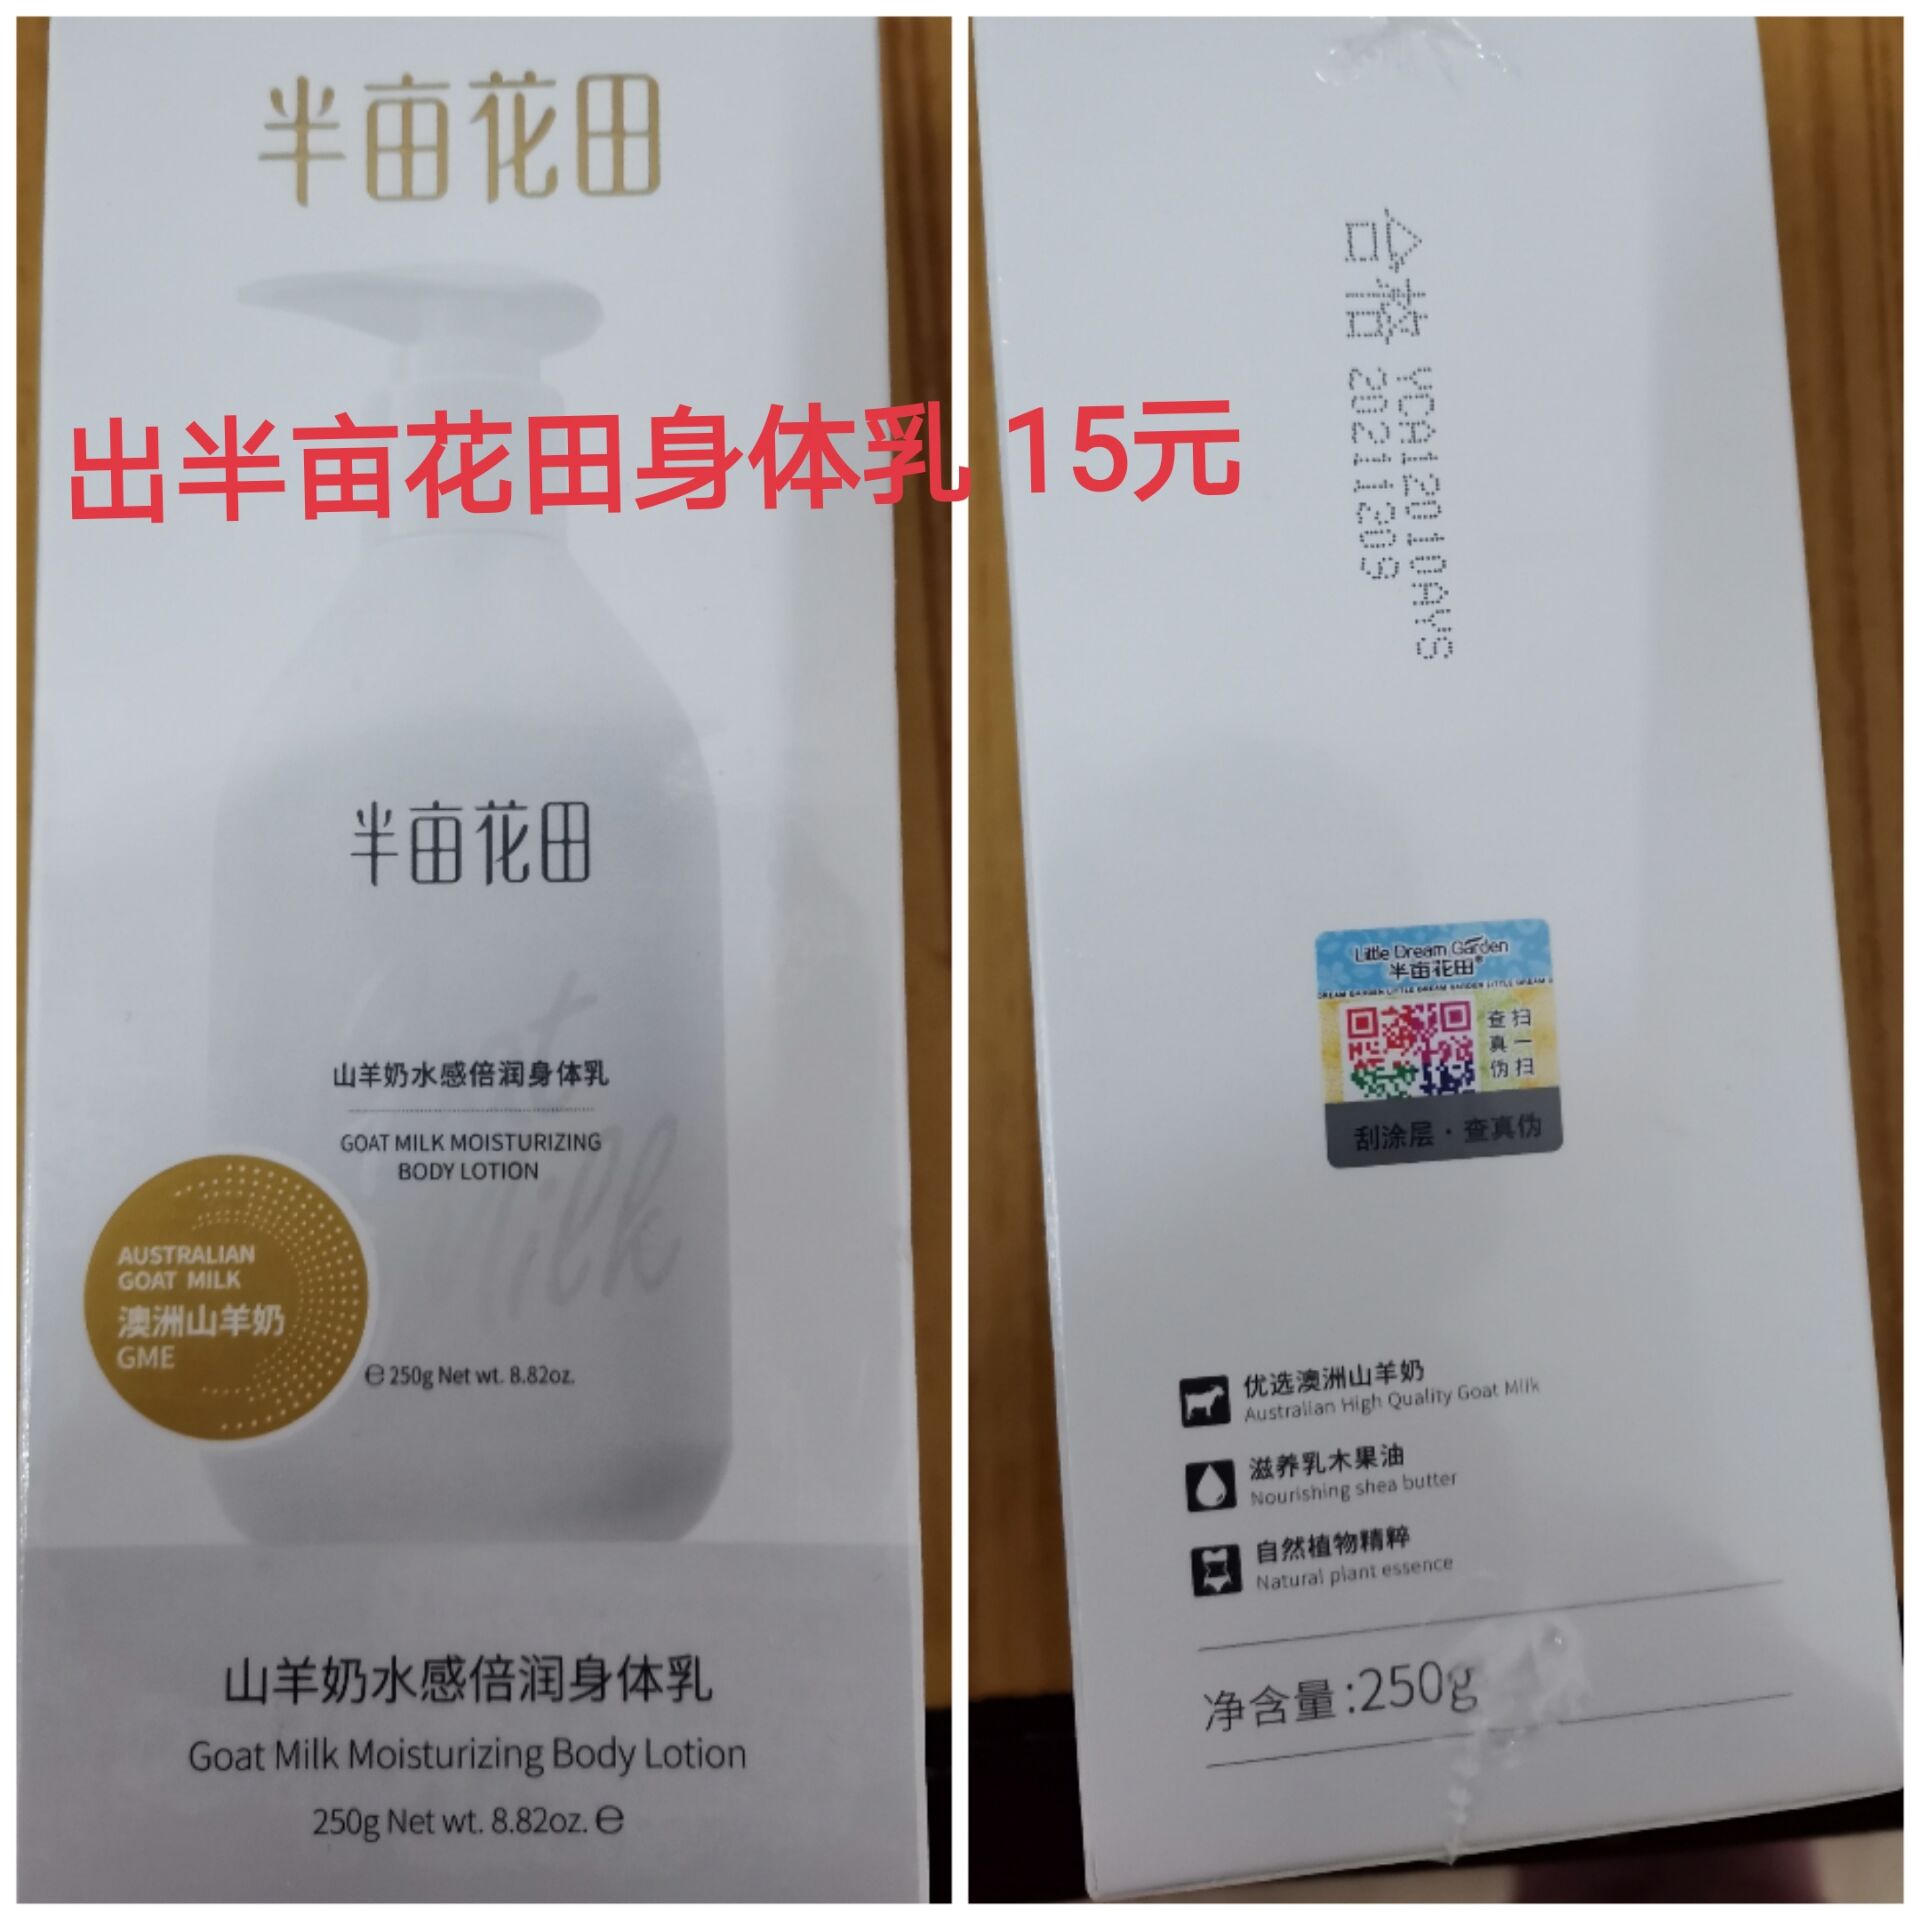 半亩花田
出半亩花田身体乳 15元
半亩花田
山羊奶水感倍润身体乳
GOAT MILK MOISTURIZING
BODY LOTION
AUSTRALIAN
GOAT MILK
澳洲山羊奶
GME
℮ 250g Net wt. 8.82oz.
山羊奶水感倍润身体乳
Goat Milk Moisturizing Body Lotion
250g Net wt. 8.82oz. ℮
合格 YCA12010AYS
20211309
Little Dream Garden
半亩花田®
扫一扫
查真伪
刮涂层·查真伪
优选澳洲山羊奶
Australian High Quality Goat Milk
滋养乳木果油
Nourishing shea butter
自然植物精粹
Natural plant essence
净含量:250g